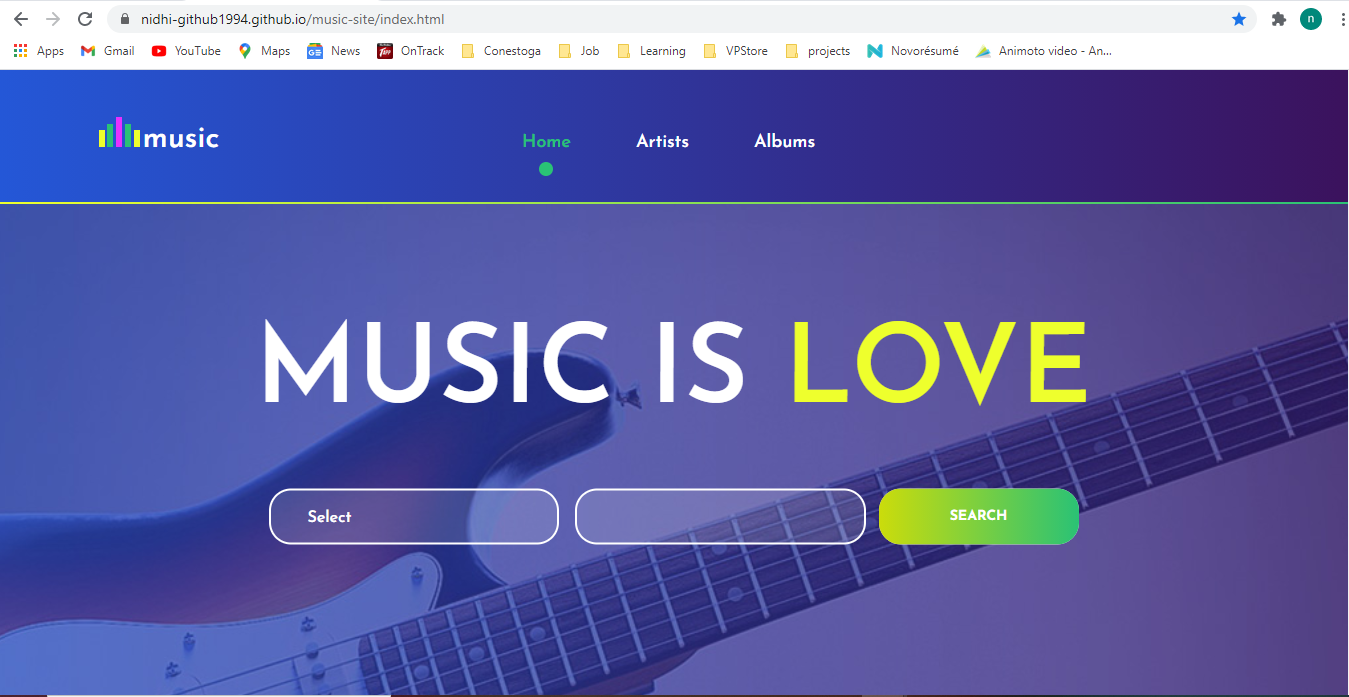 nidhi-github1994.github.io/music-site/index.html
n
Apps Gmail YouTube Maps News OnTrack Conestoga Job Learning VPStore projects Novorésumé Animoto video - An...
music
Home Artists Albums
MUSIC IS LOVE
Select
SEARCH